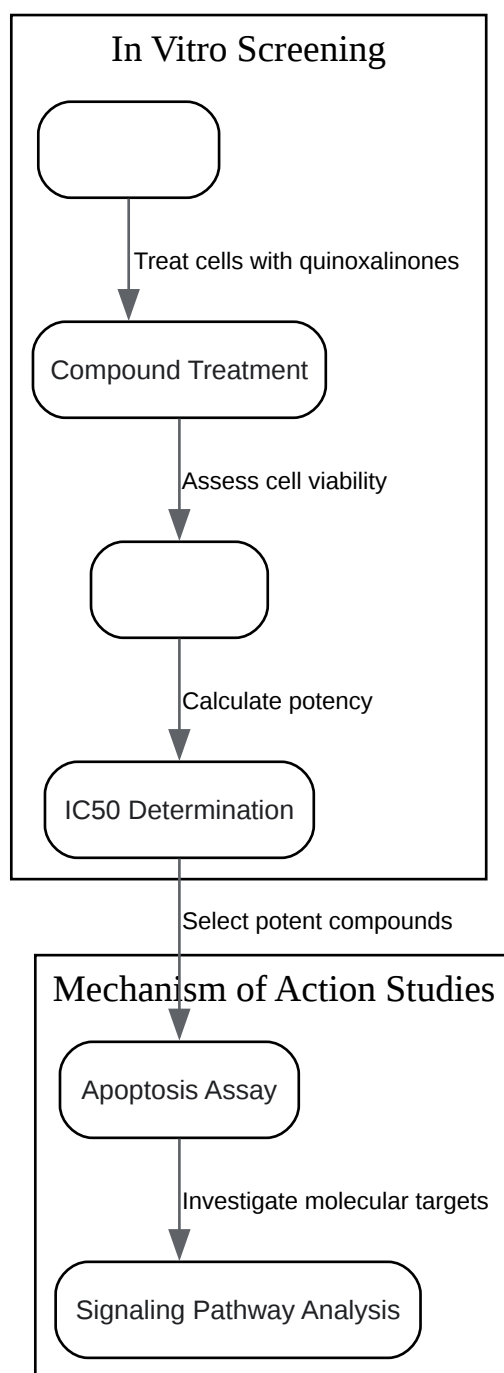 In Vitro Screening
Treat cells with quinoxalinones
Compound Treatment
Assess cell viability
Calculate potency
IC50 Determination
Select potent compounds
Mechanism of Action Studies
Apoptosis Assay
Investigate molecular targets
Signaling Pathway Analysis